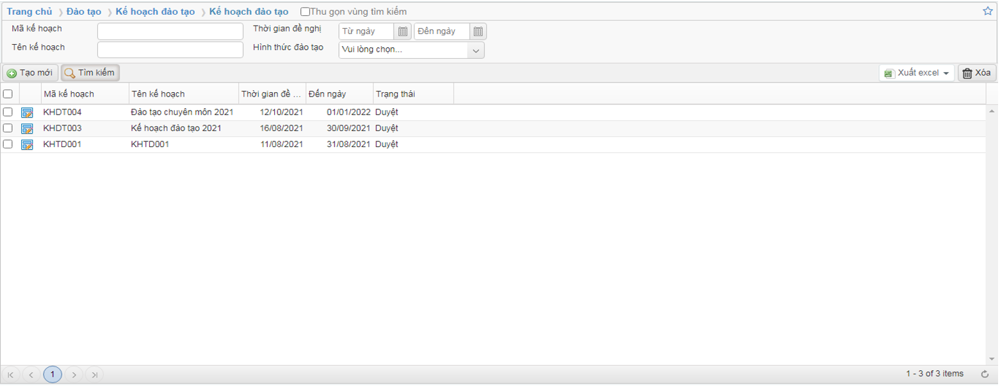 Trang chủ ❯ Đào tạo ❯ Kế hoạch đào tạo ❯ Kế hoạch đào tạo Thu gọn vùng tìm kiếm
Mã kế hoạch Thời gian đề nghị Từ ngày Đến ngày
Tên kế hoạch Hình thức đào tạo Vui lòng chọn...
Tạo mới Tìm kiếm Xuất excel Xóa
Mã kế hoạch Tên kế hoạch Thời gian đề ... Đến ngày Trạng thái
KHDT004 Đào tạo chuyên môn 2021 12/10/2021 01/01/2022 Duyệt
KHDT003 Kế hoạch đào tạo 2021 16/08/2021 30/09/2021 Duyệt
KHTD001 KHTD001 11/08/2021 31/08/2021 Duyệt
1 1 - 3 of 3 items